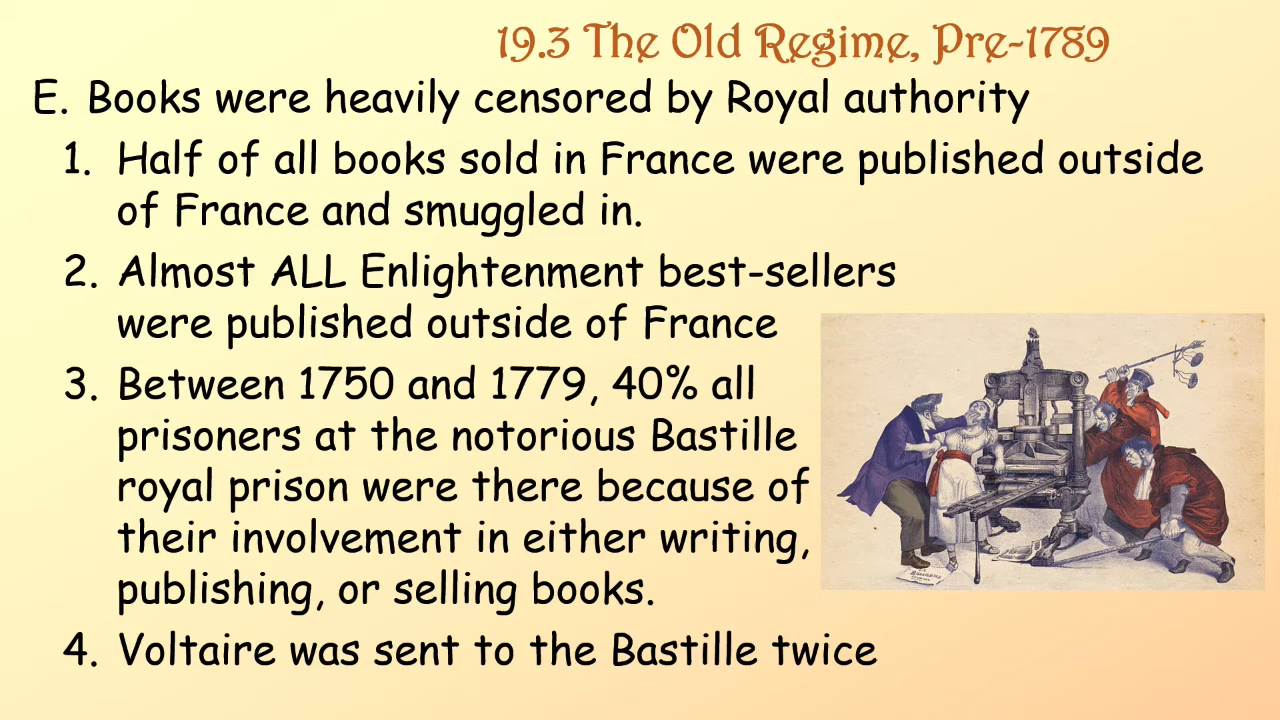 19.3 The Old Regime, Pre-1789
E. Books were heavily censored by Royal authority
1. Half of all books sold in France were published outside
of France and smuggled in.
2. Almost ALL Enlightenment best-sellers
were published outside of France
3. Between 1750 and 1779, 40% all
prisoners at the notorious Bastille
royal prison were there because of
their involvement in either writing,
publishing, or selling books.
4. Voltaire was sent to the Bastille twice